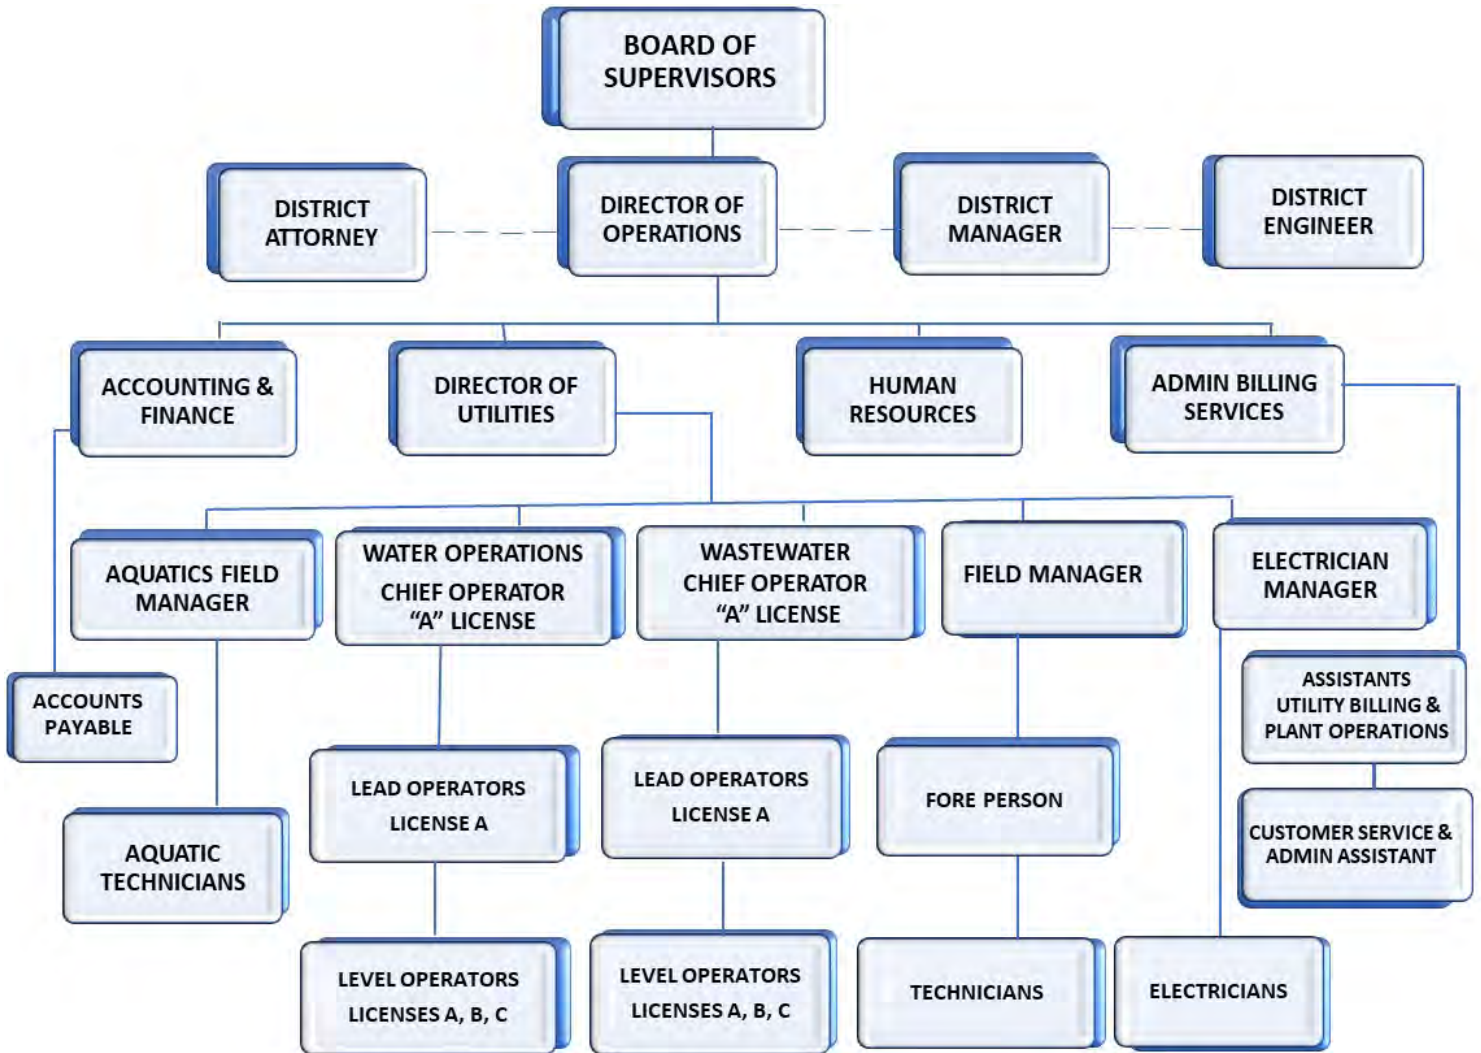 BOARD OF
SUPERVISORS
DISTRICT
ATTORNEY
DIRECTOR OF
OPERATIONS
DISTRICT
MANAGER
DISTRICT
ENGINEER
ACCOUNTING &
FINANCE
DIRECTOR OF
UTILITIES
HUMAN
RESOURCES
ADMIN BILLING
SERVICES
AQUATICS FIELD
MANAGER
WATER OPERATIONS
CHIEF OPERATOR
“A” LICENSE
WASTEWATER
CHIEF OPERATOR
“A” LICENSE
FIELD MANAGER
ELECTRICIAN
MANAGER
ACCOUNTS
PAYABLE
ASSISTANTS
UTILITY BILLING &
PLANT OPERATIONS
LEAD OPERATORS
LICENSE A
LEAD OPERATORS
LICENSE A
FORE PERSON
CUSTOMER SERVICE &
ADMIN ASSISTANT
AQUATIC
TECHNICIANS
LEVEL OPERATORS
LICENSES A, B, C
LEVEL OPERATORS
LICENSES A, B, C
TECHNICIANS
ELECTRICIANS